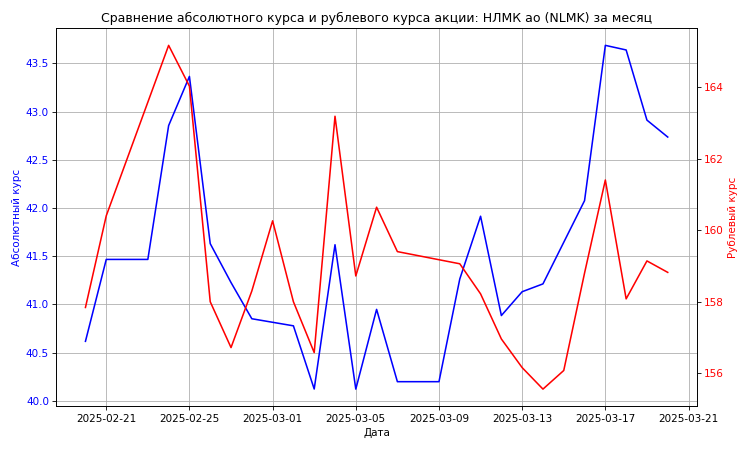 Сравнение абсолютного курса и рублевого курса акции: НЛМК ао (NLMK) за месяц
43.5
43.0
42.5
42.0
41.5
41.0
40.5
40.0
Абсолютный курс
164
162
160
158
156
Рублевый курс
2025-02-21 2025-02-25 2025-03-01 2025-03-05 2025-03-09 2025-03-13 2025-03-17 2025-03-21
Дата